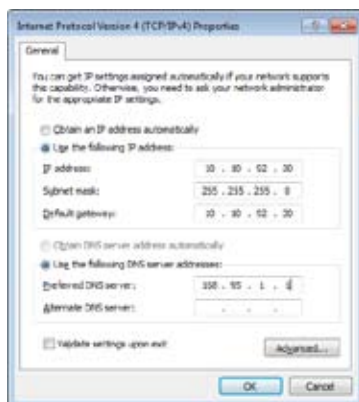 Internet Protocol Version 4 (TCP/IPv4) Properties
General
You can get IP settings assigned automatically if your network supports
this capability. Otherwise, you need to ask your network administrator
for the appropriate IP settings.
Obtain an IP address automatically
Use the following IP address:
IP address: 10 . 10 . 52 . 30
Subnet mask: 255 . 255 . 255 . 0
Default gateway: 10 . 10 . 52 . 30
Obtain DNS server address automatically
Use the following DNS server addresses:
Preferred DNS server: . 95 . 1 .
Alternate DNS server: . . .
Validate settings upon exit
Advanced...
OK
Cancel